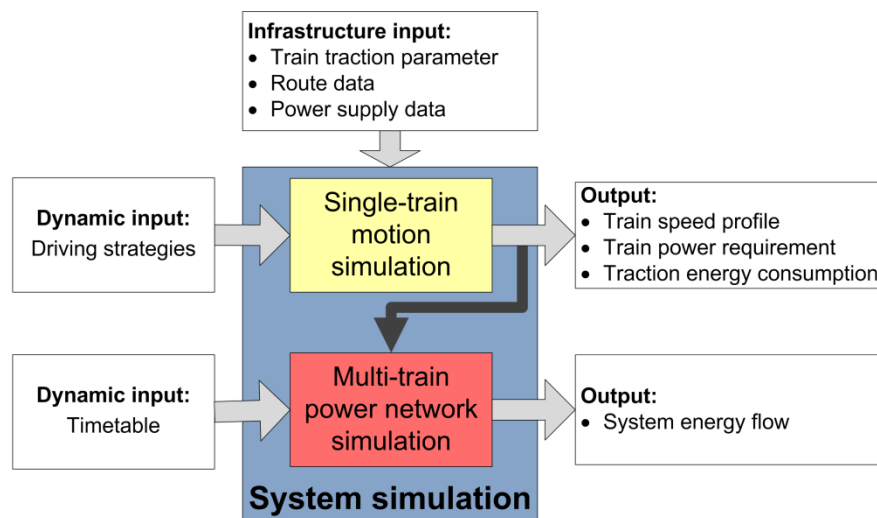 Infrastructure input:
• Train traction parameter
• Route data
• Power supply data
Dynamic input:
Driving strategies
Single-train
motion
simulation
Output:
• Train speed profile
• Train power requirement
• Traction energy consumption
Dynamic input:
Timetable
Multi-train
power network
simulation
Output:
• System energy flow
System simulation